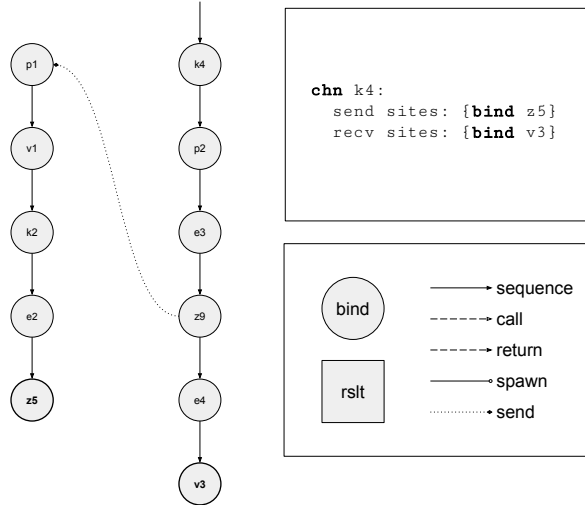 p1
v1
k2
e2
z5
k4
p2
e3
z9
e4
v3
chn k4:
send sites: {bind z5}
recv sites: {bind v3}
bind
rslt
sequence
call
return
spawn
send